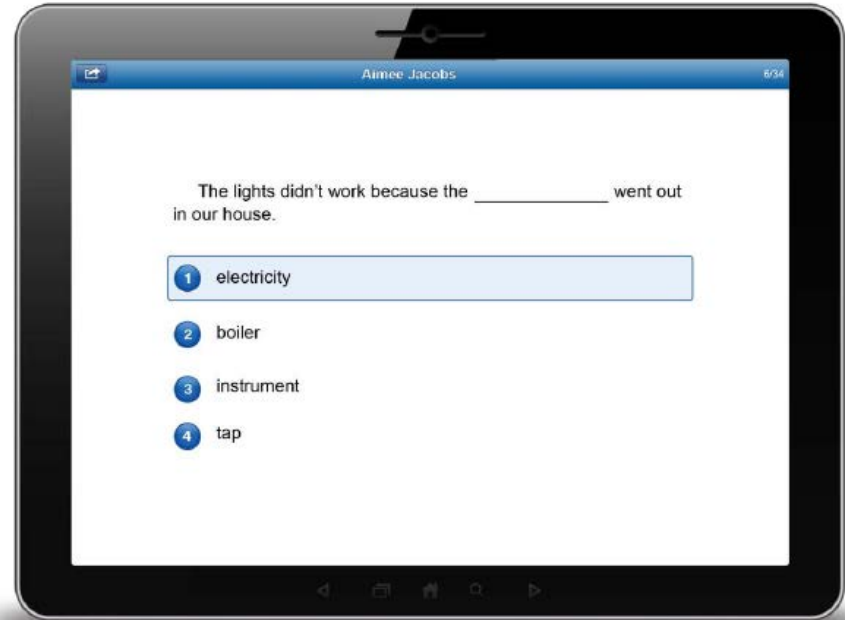 Aimee Jacobs
6/34
The lights didn't work because the ______________ went out
in our house.
1 electricity
2 boiler
3 instrument
4 tap